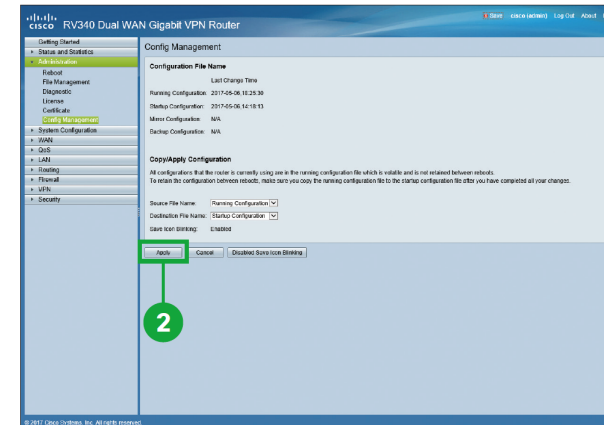 cisco RV340 Dual WAN Gigabit VPN Router
Save cisco (admin) Log Out About
Getting Started
Status and Statistics
Administration
Reboot
File Management
Diagnostic
License
Certificate
Config Management
System Configuration
WAN
QoS
LAN
Routing
Firewall
VPN
Security
Config Management
Configuration File Name
Last Change Time
Running Configuration: 2017-05-06,18:25:30
Startup Configuration: 2017-05-06,14:18:13
Mirror Configuration: N/A
Backup Configuration: N/A
Copy/Apply Configuration
All configurations that the router is currently using are in the running configuration file which is volatile and is not retained between reboots.
To retain the configuration between reboots, make sure you copy the running configuration file to the startup configuration file after you have completed all your changes.
Source File Name: Running Configuration
Destination File Name: Startup Configuration
Save Icon Blinking: Enabled
Apply Cancel Disabled Save Icon Blinking
2
© 2017 Cisco Systems, Inc. All rights reserved.